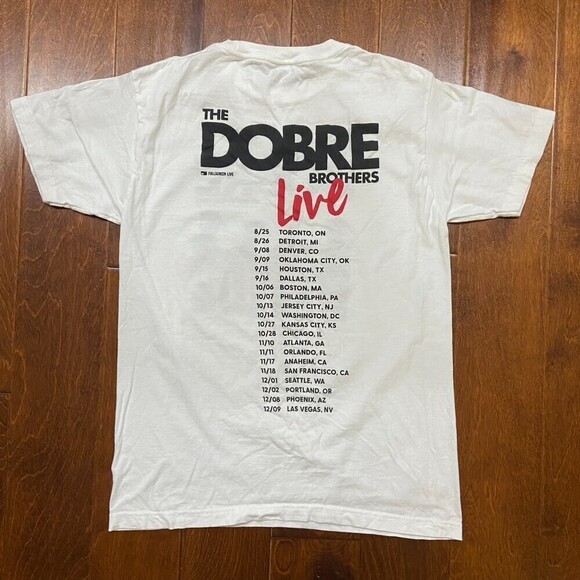 THE
DOBRE
FULLSCREEN LIVE
BROTHERS
Live
8/25 TORONTO, ON
8/26 DETROIT, MI
9/08 DENVER, CO
9/09 OKLAHOMA CITY, OK
9/15 HOUSTON, TX
9/16 DALLAS, TX
10/06 BOSTON, MA
10/07 PHILADELPHIA, PA
10/13 JERSEY CITY, NJ
10/14 WASHINGTON, DC
10/27 KANSAS CITY, KS
10/28 CHICAGO, IL
11/10 ATLANTA, GA
11/11 ORLANDO, FL
11/17 ANAHEIM, CA
11/18 SAN FRANCISCO, CA
12/01 SEATTLE, WA
12/02 PORTLAND, OR
12/08 PHOENIX, AZ
12/09 LAS VEGAS, NV